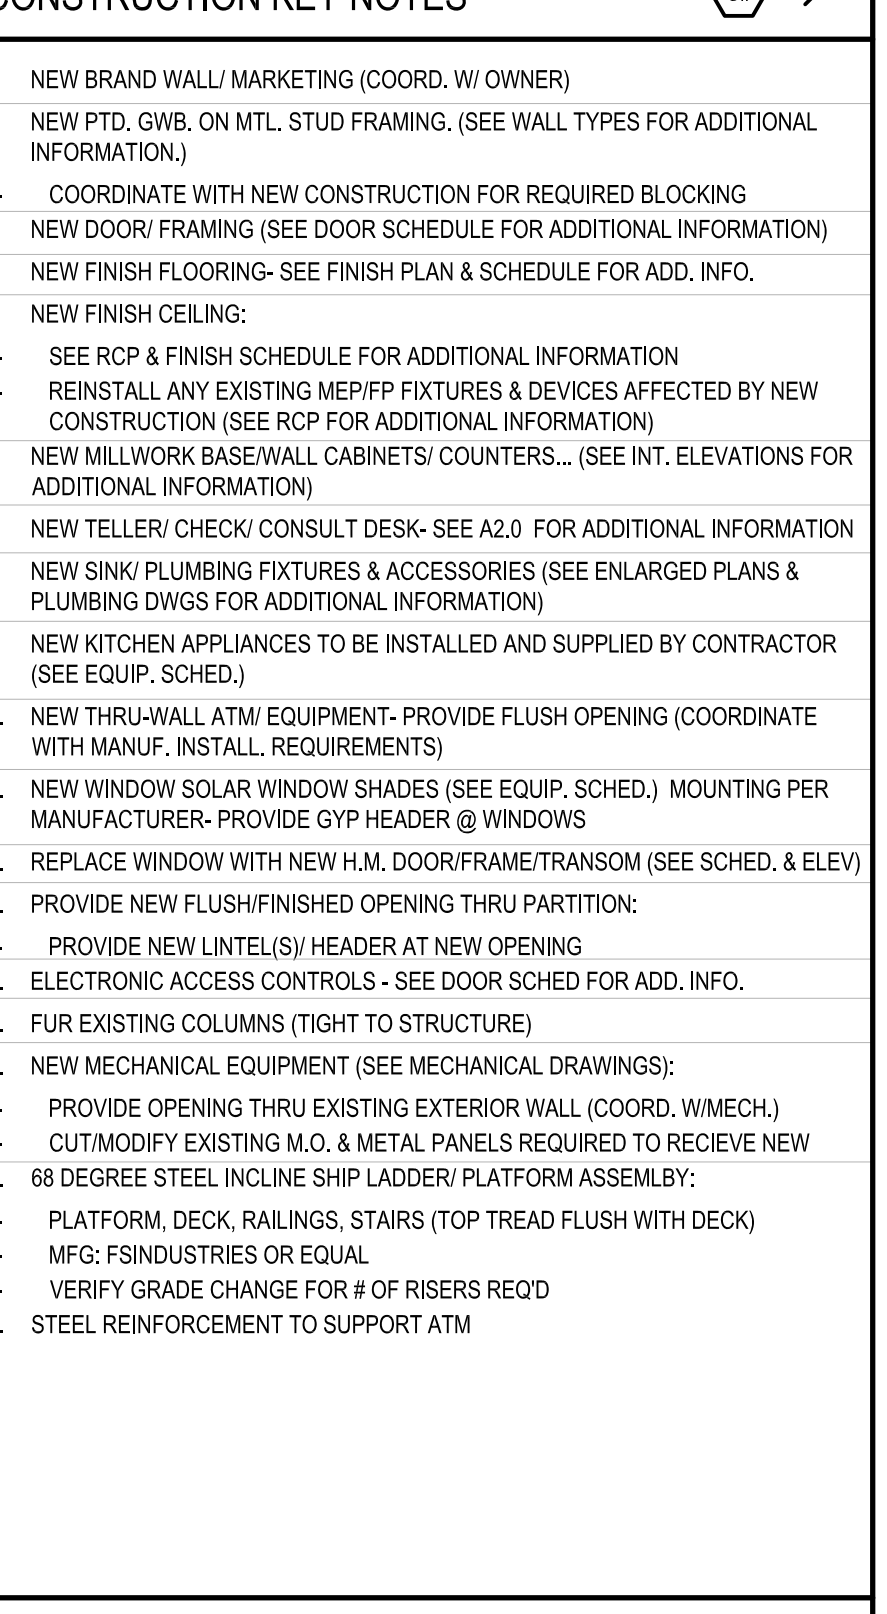 CONSTRUCTION KEY NOTES
NEW BRAND WALL/ MARKETING (COORD. W/ OWNER)
NEW PTD. GWB. ON MTL. STUD FRAMING. (SEE WALL TYPES FOR ADDITIONAL
INFORMATION.)
- COORDINATE WITH NEW CONSTRUCTION FOR REQUIRED BLOCKING
NEW DOOR/ FRAMING (SEE DOOR SCHEDULE FOR ADDITIONAL INFORMATION)
NEW FINISH FLOORING- SEE FINISH PLAN & SCHEDULE FOR ADD. INFO.
NEW FINISH CEILING:
- SEE RCP & FINISH SCHEDULE FOR ADDITIONAL INFORMATION
- REINSTALL ANY EXISTING MEP/FP FIXTURES & DEVICES AFFECTED BY NEW
CONSTRUCTION (SEE RCP FOR ADDITIONAL INFORMATION)
NEW MILLWORK BASE/WALL CABINETS/ COUNTERS... (SEE INT. ELEVATIONS FOR
ADDITIONAL INFORMATION)
NEW TELLER/ CHECK/ CONSULT DESK- SEE A2.0 FOR ADDITIONAL INFORMATION
NEW SINK/ PLUMBING FIXTURES & ACCESSORIES (SEE ENLARGED PLANS &
PLUMBING DWGS FOR ADDITIONAL INFORMATION)
NEW KITCHEN APPLIANCES TO BE INSTALLED AND SUPPLIED BY CONTRACTOR
(SEE EQUIP. SCHED.)
. NEW THRU-WALL ATM/ EQUIPMENT- PROVIDE FLUSH OPENING (COORDINATE
WITH MANUF. INSTALL. REQUIREMENTS)
. NEW WINDOW SOLAR WINDOW SHADES (SEE EQUIP. SCHED.) MOUNTING PER
MANUFACTURER- PROVIDE GYP HEADER @ WINDOWS
. REPLACE WINDOW WITH NEW H.M. DOOR/FRAME/TRANSOM (SEE SCHED. & ELEV)
. PROVIDE NEW FLUSH/FINISHED OPENING THRU PARTITION:
- PROVIDE NEW LINTEL(S)/ HEADER AT NEW OPENING
. ELECTRONIC ACCESS CONTROLS - SEE DOOR SCHED FOR ADD. INFO.
. FUR EXISTING COLUMNS (TIGHT TO STRUCTURE)
. NEW MECHANICAL EQUIPMENT (SEE MECHANICAL DRAWINGS):
- PROVIDE OPENING THRU EXISTING EXTERIOR WALL (COORD. W/MECH.)
- CUT/MODIFY EXISTING M.O. & METAL PANELS REQUIRED TO RECIEVE NEW
. 68 DEGREE STEEL INCLINE SHIP LADDER/ PLATFORM ASSEMLBY:
- PLATFORM, DECK, RAILINGS, STAIRS (TOP TREAD FLUSH WITH DECK)
- MFG: FSINDUSTRIES OR EQUAL
- VERIFY GRADE CHANGE FOR # OF RISERS REQ'D
. STEEL REINFORCEMENT TO SUPPORT ATM